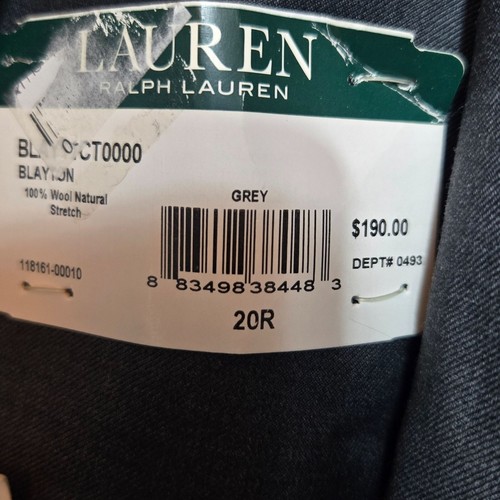 LAUREN
RALPH LAUREN
CT0000
100% Wool Natural
Stretch
GREY
$190.00
118161-00010
DEPT# 0493
8 83498 38448 3
20R